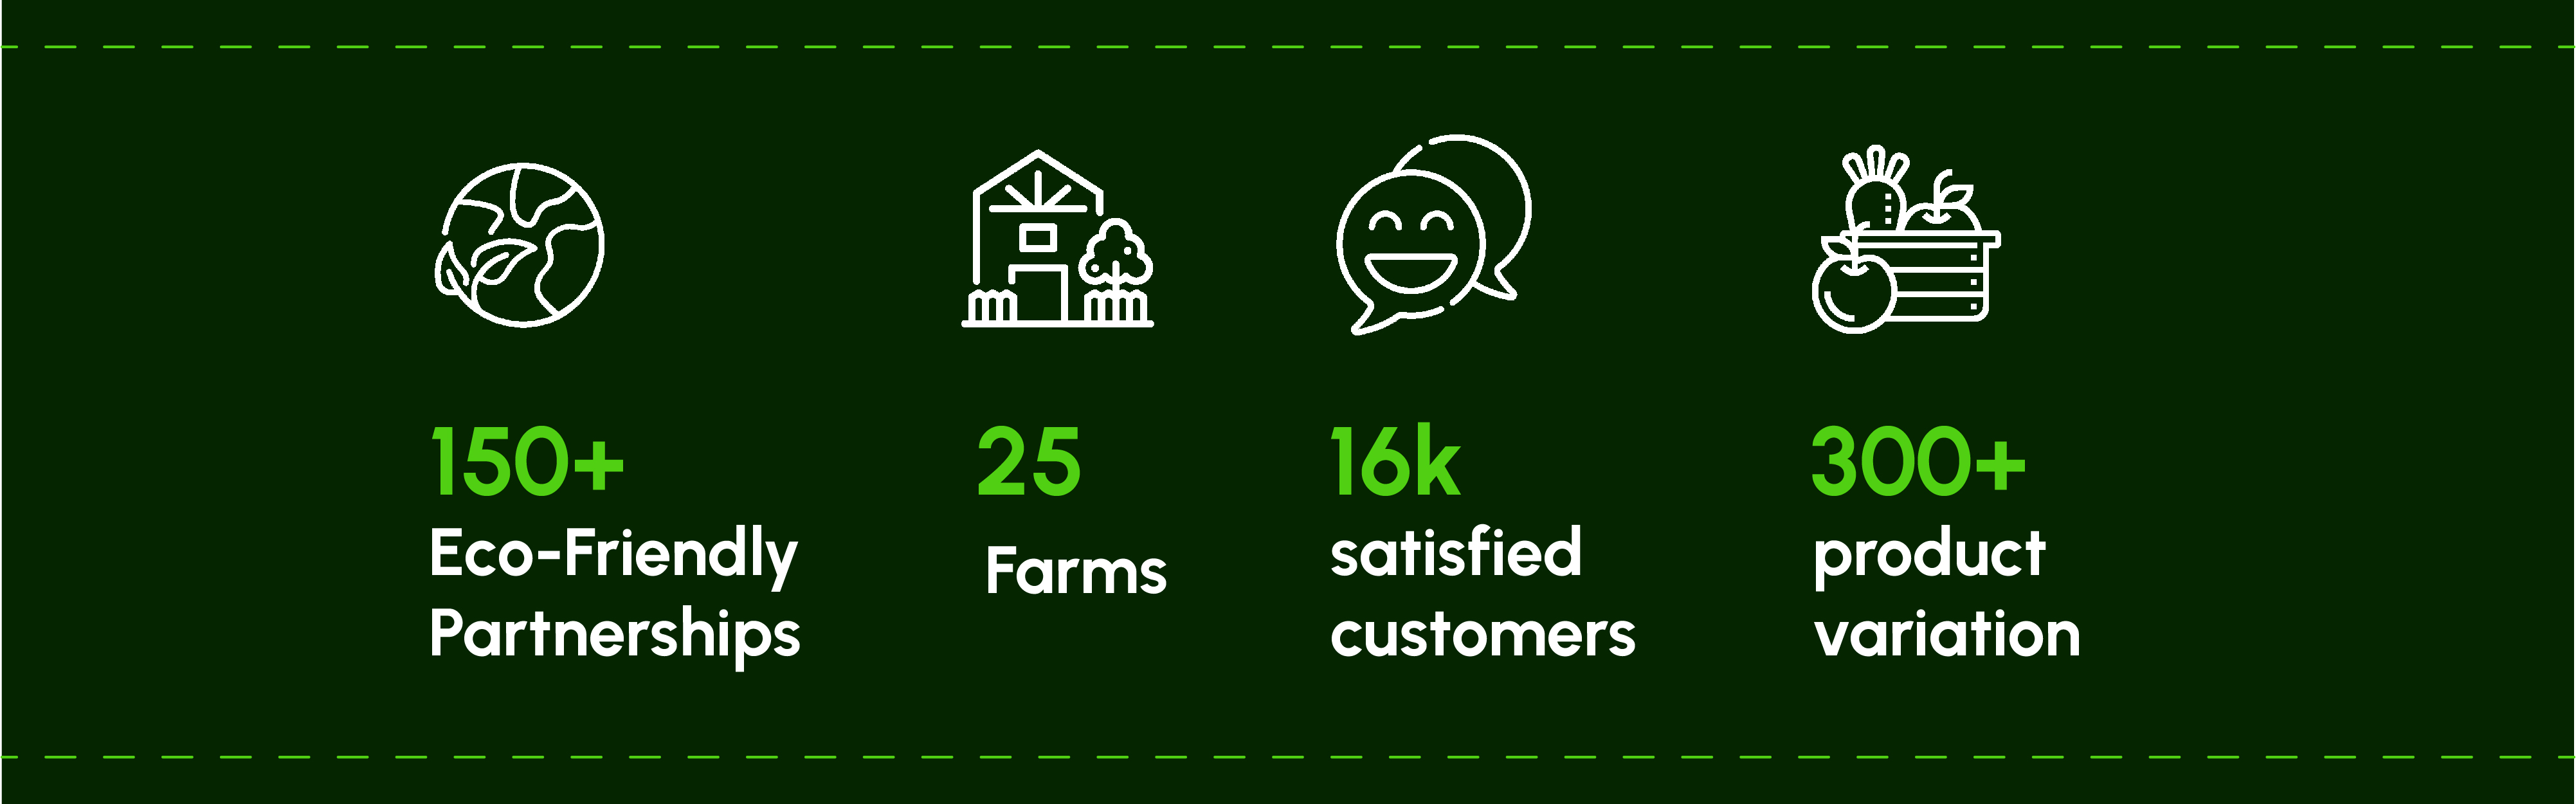 150+
Eco-Friendly
Partnerships
25
Farms
16k
satisfied
customers
300+
product
variation